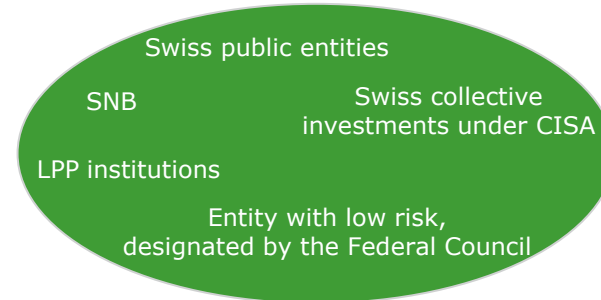 Swiss public entities
SNB
Swiss collective
investments under CISA
LPP institutions
Entity with low risk,
designated by the Federal Council